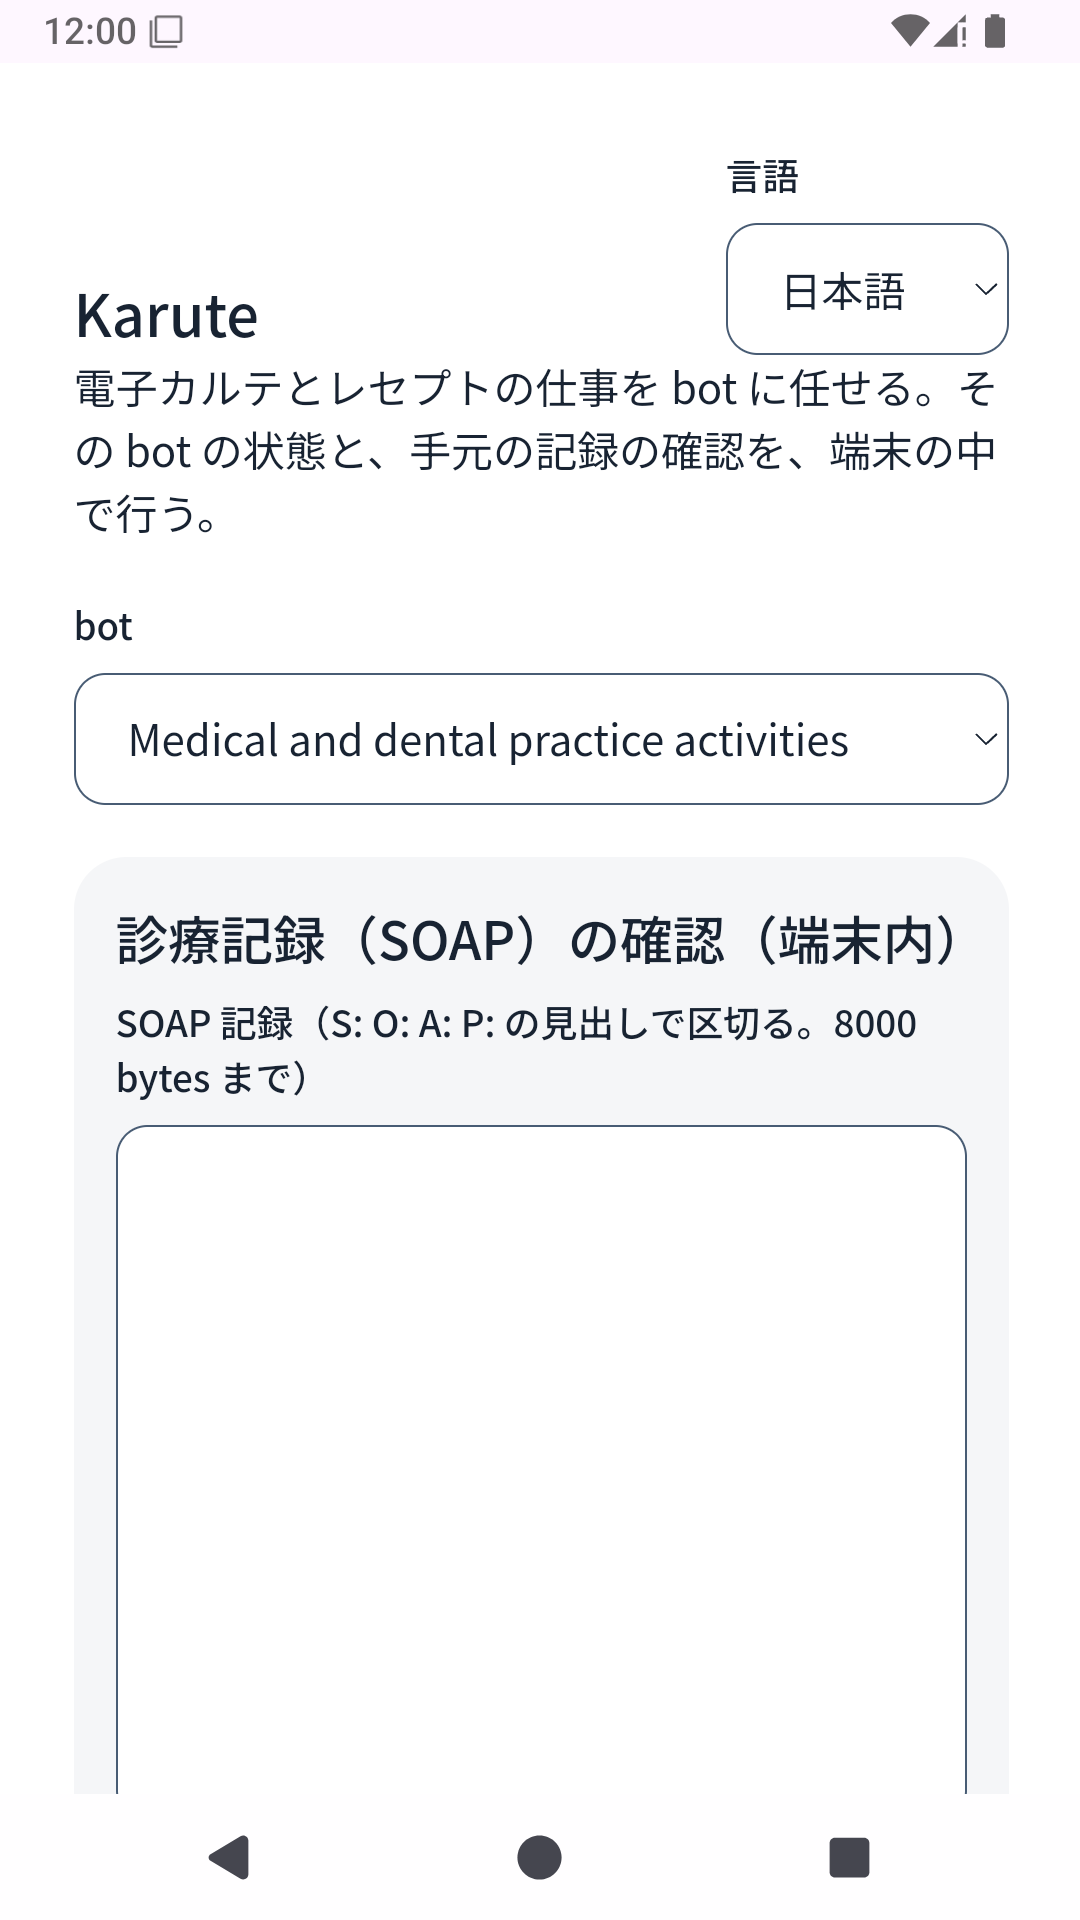 12:00
言語
日本語
Karute
電子カルテとレセプトの仕事を bot に任せる。そ
の bot の状態と、手元の記録の確認を、端末の中
で行う。
bot
Medical and dental practice activities
診療記録（SOAP）の確認（端末内）
SOAP 記録（S: O: A: P: の見出しで区切る。8000
bytes まで）